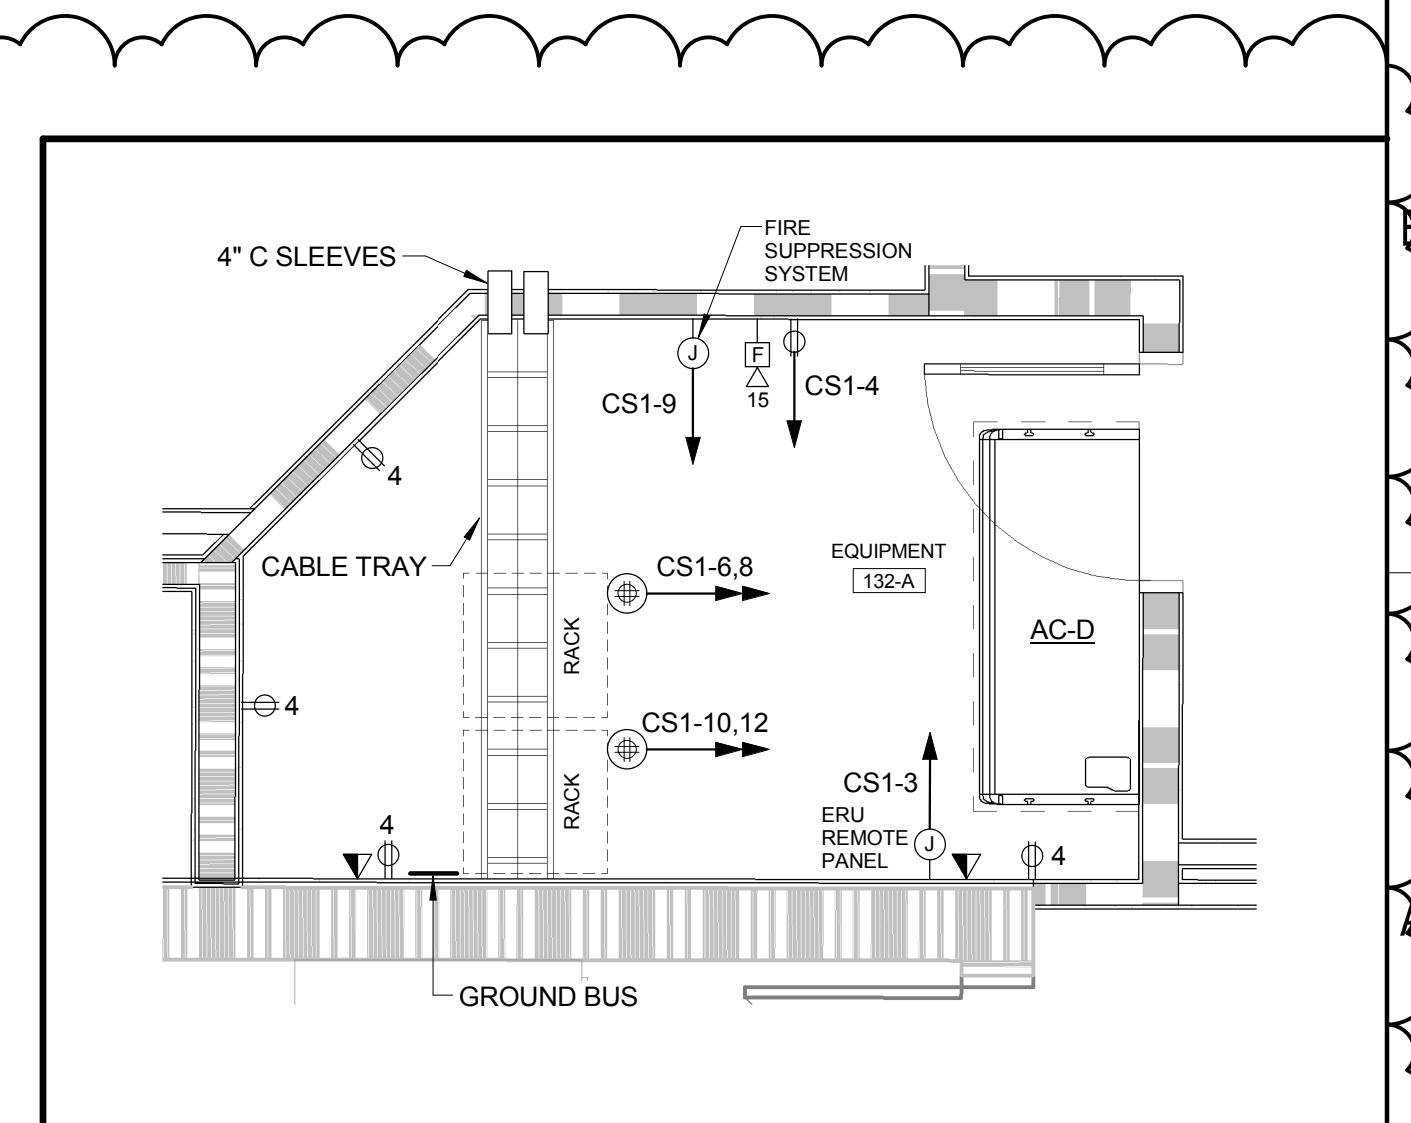 FIRE
SUPPRESSION
SYSTEM
4" C SLEEVES
J
F
15
CS1-9
CS1-4
4
CABLE TRAY
CS1-6,8
EQUIPMENT
132-A
RACK
AC-D
4
CS1-10,12
RACK
CS1-3
ERU
REMOTE
PANEL
J
4
4
GROUND BUS